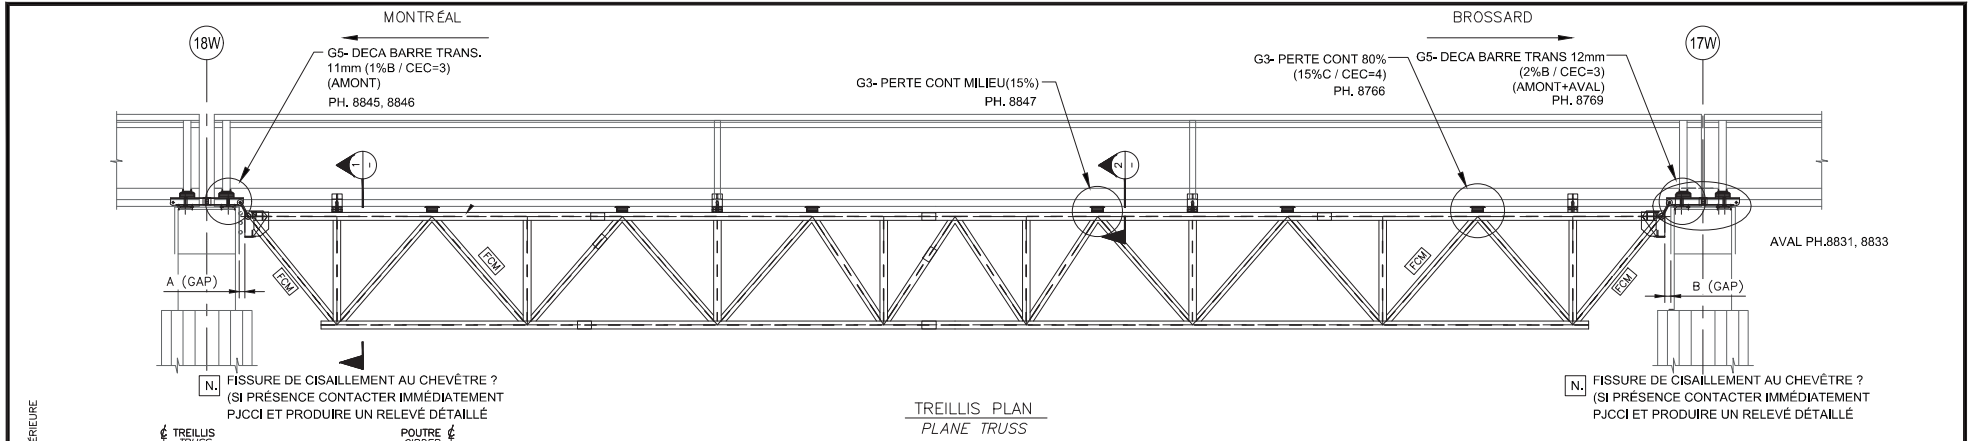 MONTRÉAL
BROSSARD
18W
17W
G5- DECA BARRE TRANS.
11mm (1%B / CEC=3)
(AMONT)
PH. 8845, 8846
G3- PERTE CONT MILIEU(15%)
PH. 8847
G3- PERTE CONT 80%
(15%C / CEC=4)
PH. 8766
G5- DECA BARRE TRANS 12mm
(2%B / CEC=3)
(AMONT+AVAL)
PH. 8769
1
-
2
-
AVAL PH.8831, 8833
A (GAP)
FCM
FCM
FCM
FCM
B (GAP)
N. FISSURE DE CISAILLEMENT AU CHEVÊTRE ?
(SI PRÉSENCE CONTACTER IMMÉDIATEMENT
PJCCI ET PRODUIRE UN RELEVÉ DÉTAILLÉ
N. FISSURE DE CISAILLEMENT AU CHEVÊTRE ?
(SI PRÉSENCE CONTACTER IMMÉDIATEMENT
PJCCI ET PRODUIRE UN RELEVÉ DÉTAILLÉ
TREILLIS PLAN
PLANE TRUSS
TREILLIS
POUTRE